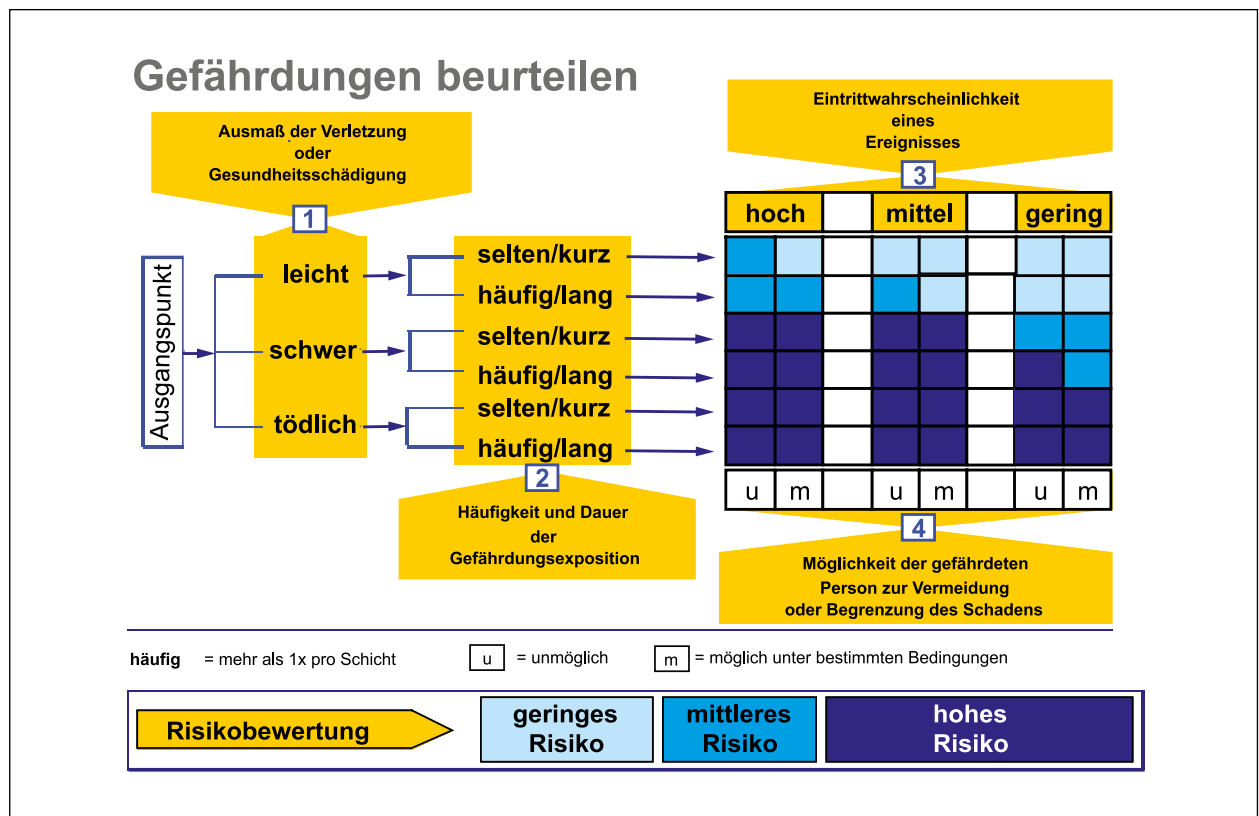 Gefährdungen beurteilen
Ausmaß der Verletzung
oder
Gesundheitsschädigung
1
Eintrittwahrscheinlichkeit
eines
Ereignisses
3
hoch mittel gering
Ausgangspunkt
leicht
schwer
tödlich
selten/kurz
häufig/lang
selten/kurz
häufig/lang
selten/kurz
häufig/lang
2
Häufigkeit und Dauer
der
Gefährdungsexposition
u m u m u m
4
Möglichkeit der gefährdeten
Person zur Vermeidung
oder Begrenzung des Schadens
häufig = mehr als 1x pro Schicht u = unmöglich m = möglich unter bestimmten Bedingungen
Risikobewertung
geringes
Risiko
mittleres
Risiko
hohes
Risiko